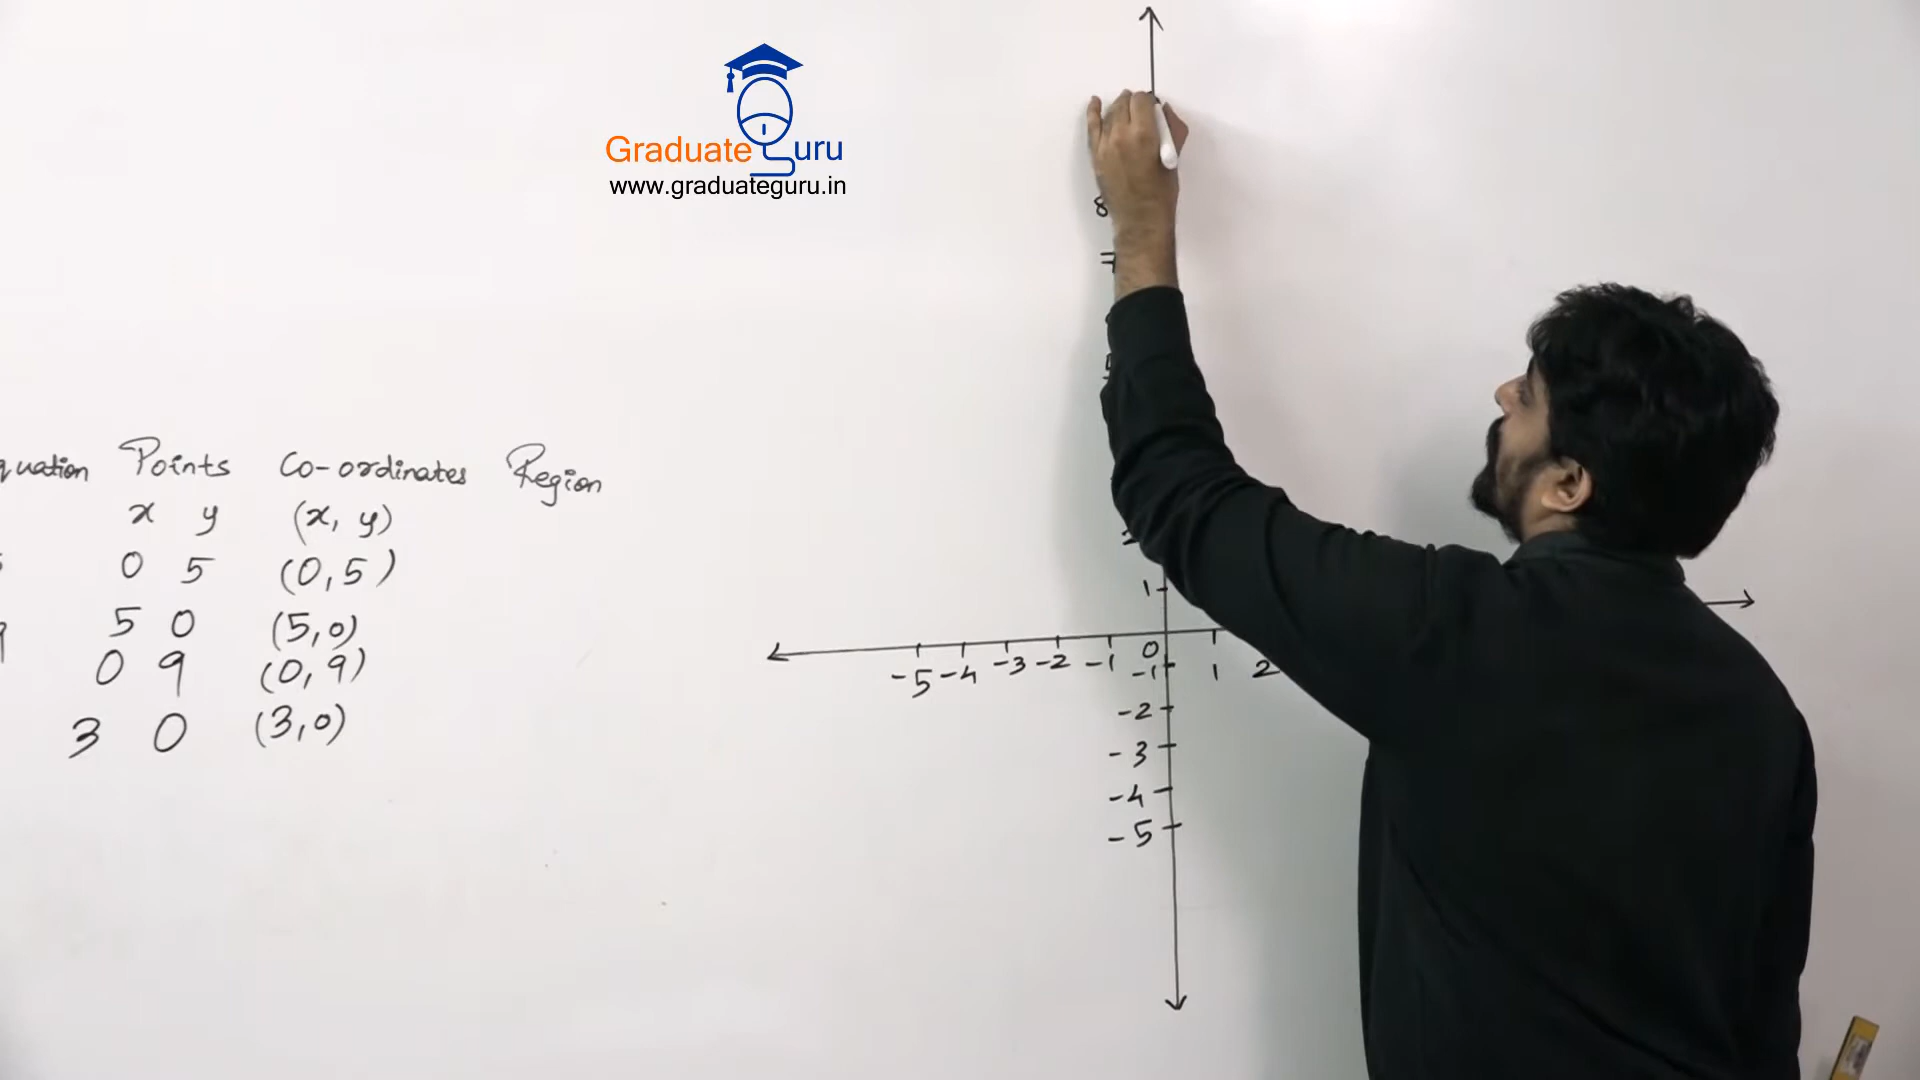 Graduate Guru
www.graduateguru.in
Points Co-ordinates Region
x y (x, y)
0 5 (0,5)
5 0 (5,0)
0 9 (0,9)
3 0 (3,0)
8
7
1
-5 -4 -3 -2 -1 0 1 2
-1
-2
-3
-4
-5